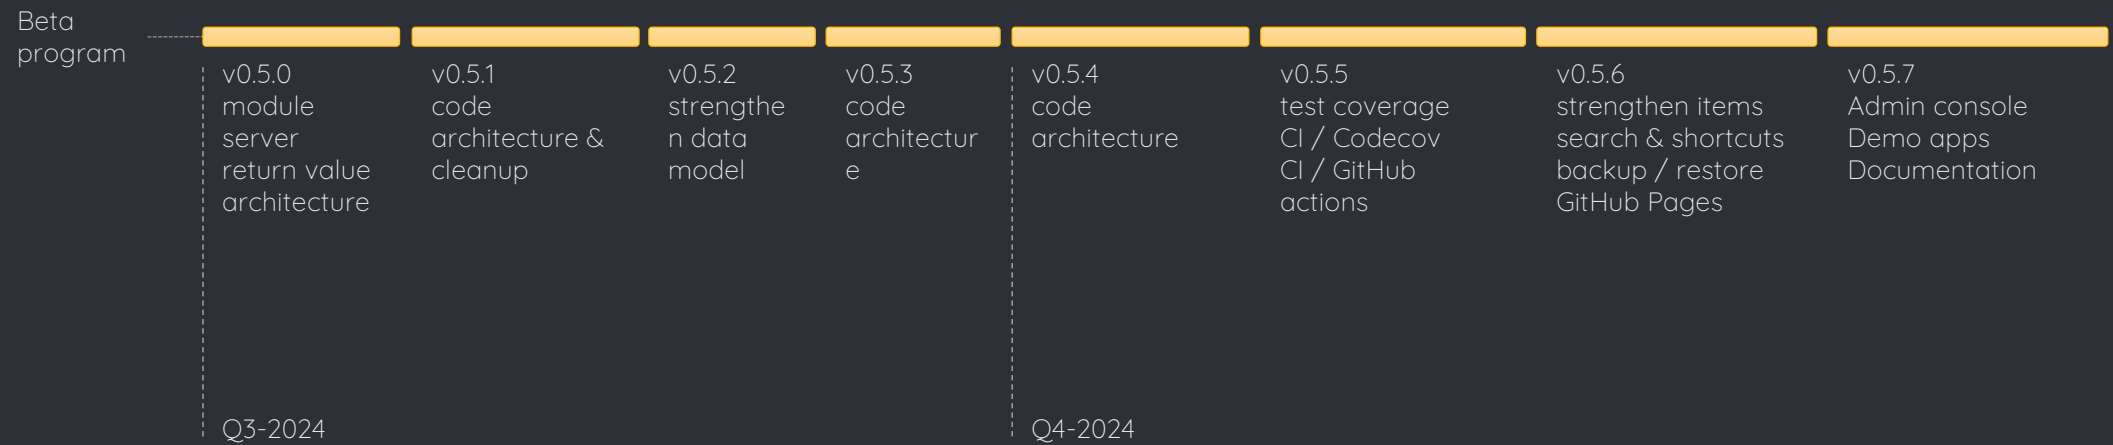 Beta
program
v0.5.0
module
server
return value
architecture
v0.5.1
code
architecture &
cleanup
v0.5.2
strengthe
n data
model
v0.5.3
code
architectur
e
v0.5.4
code
architecture
v0.5.5
test coverage
CI / Codecov
CI / GitHub
actions
v0.5.6
strengthen items
search & shortcuts
backup / restore
GitHub Pages
v0.5.7
Admin console
Demo apps
Documentation
Q3-2024
Q4-2024